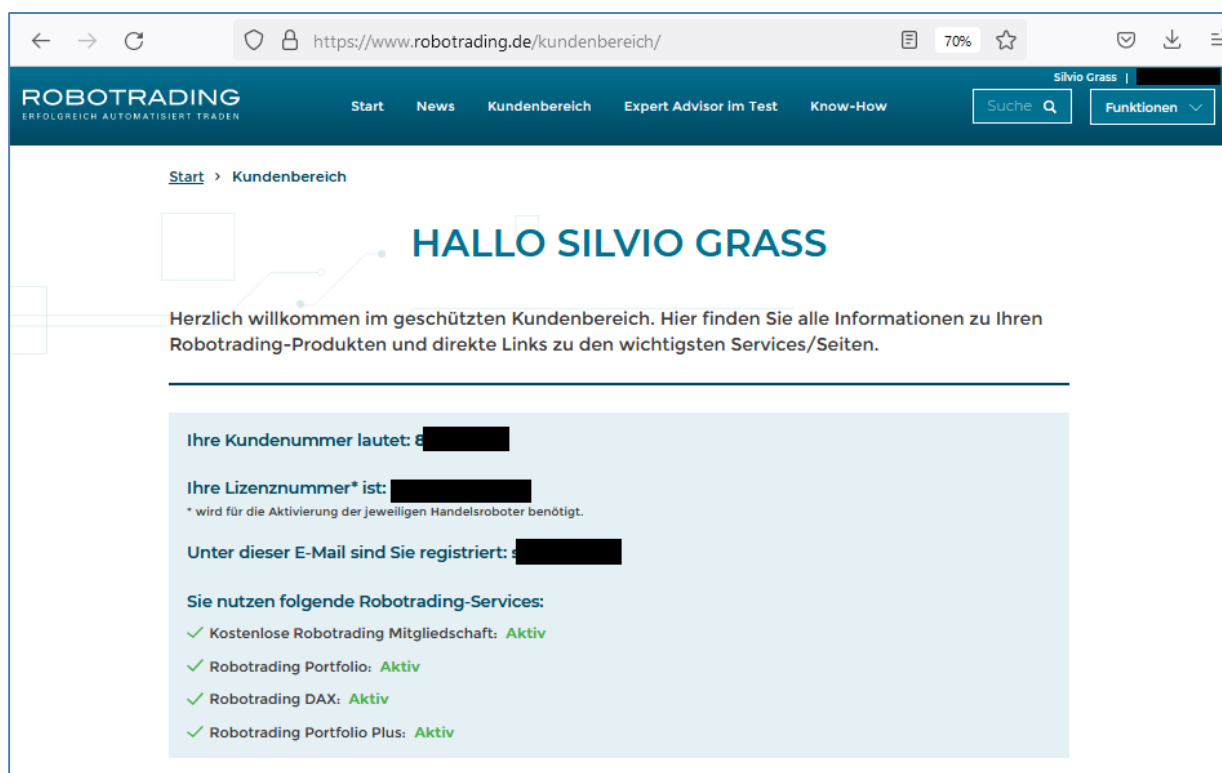 https://www.robotrading.de/kundenbereich/
70%
Silvio Grass |
ROBOTRADING
ERFOLGREICH AUTOMATISIERT TRADEN
Start News Kundenbereich Expert Advisor im Test Know-How
Suche
Funktionen
Start > Kundenbereich
HALLO SILVIO GRASS
Herzlich willkommen im geschützten Kundenbereich. Hier finden Sie alle Informationen zu Ihren
Robotrading-Produkten und direkte Links zu den wichtigsten Services/Seiten.
Ihre Kundenummer lautet: 8
Ihre Lizenznummer* ist:
* wird für die Aktivierung der jeweiligen Handelsroboter benötigt.
Unter dieser E-Mail sind Sie registriert: s
Sie nutzen folgende Robotrading-Services:
Kostenlose Robotrading Mitgliedschaft: Aktiv
Robotrading Portfolio: Aktiv
Robotrading DAX: Aktiv
Robotrading Portfolio Plus: Aktiv